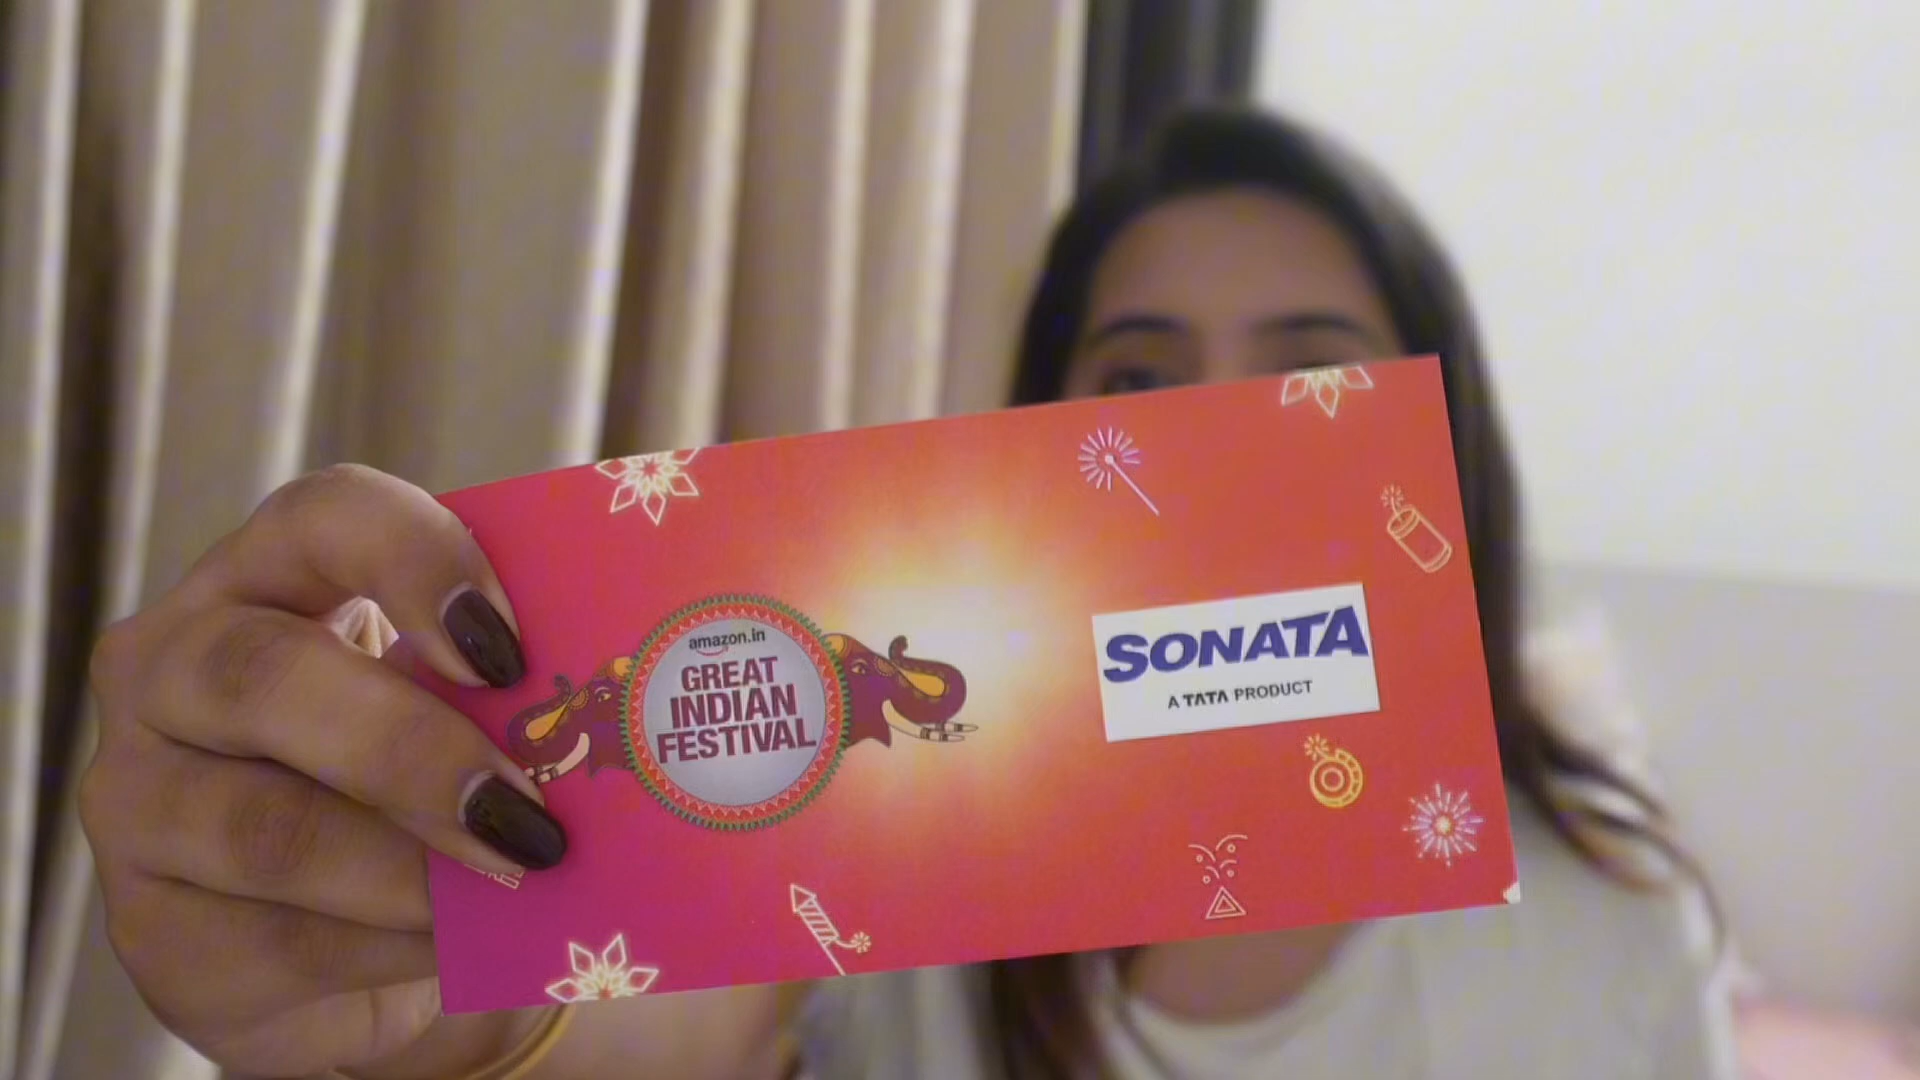 amazon.in
GREAT
INDIAN
FESTIVAL
SONATA
A TATA PRODUCT